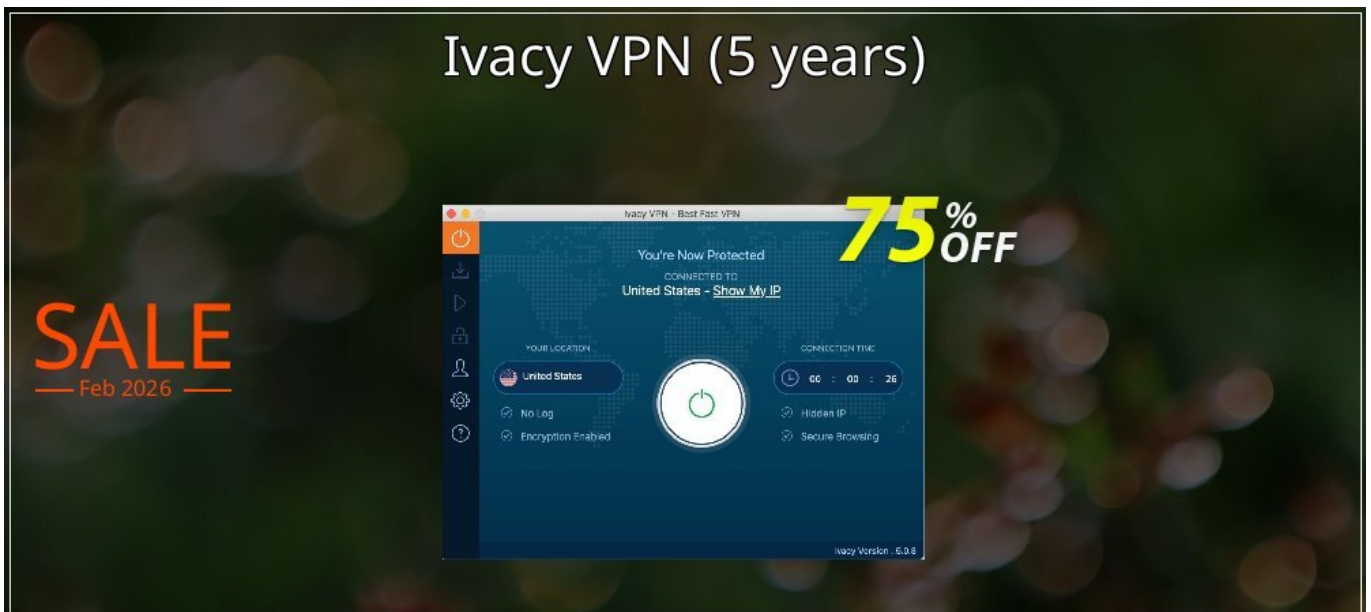 Ivacy VPN (5 years)
75% OFF
SALE
Feb 2026
Ivacy VPN - Best Fast VPN
You're Now Protected
CONNECTED TO
United States - Show My IP
YOUR LOCATION
CONNECTION TIME
United States
00 : 00 : 26
No Log
Hidden IP
Encryption Enabled
Secure Browsing
Ivacy Version : 5.0.8